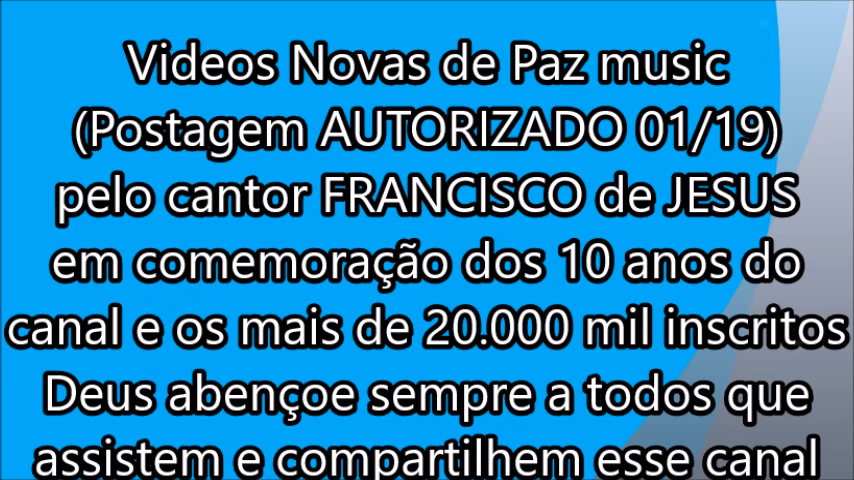 Videos Novas de Paz music
(Postagem AUTORIZADO 01/19)
pelo cantor FRANCISCO de JESUS
em comemoração dos 10 anos do
canal e os mais de 20.000 mil inscritos
Deus abençoe sempre a todos que
assistem e compartilhem esse canal